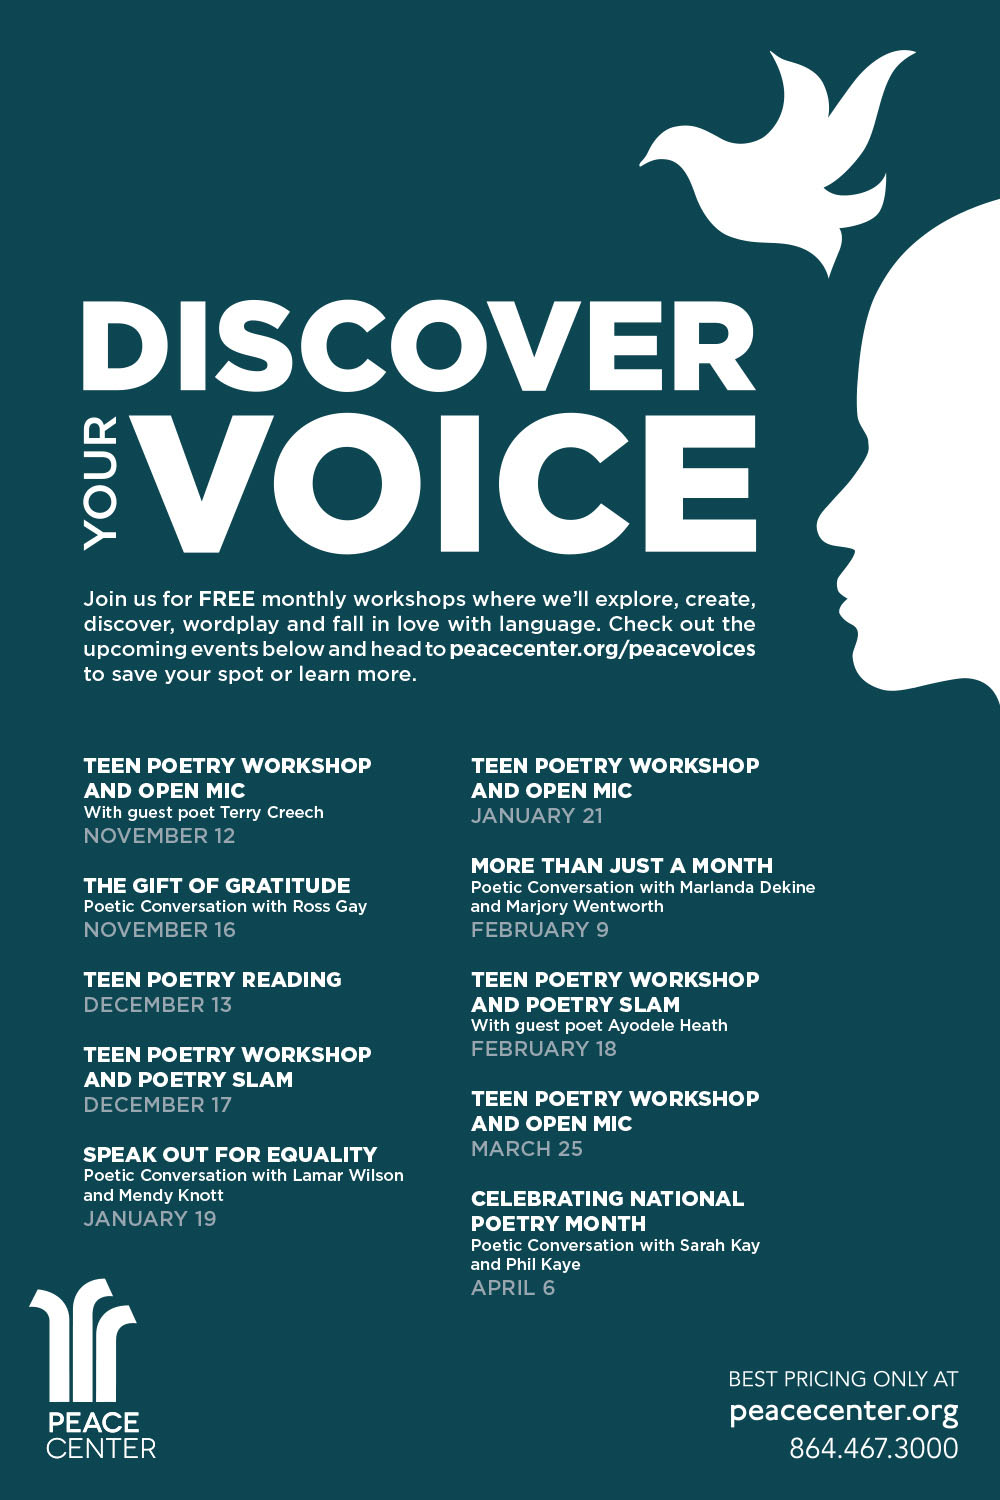 DISCOVER
YOUR VOICE
Join us for FREE monthly workshops where we'll explore, create,
discover, wordplay and fall in love with language. Check out the
upcoming events below and head to peacecenter.org/peacevoices
to save your spot or learn more.
TEEN POETRY WORKSHOP
AND OPEN MIC
With guest poet Terry Creech
NOVEMBER 12
THE GIFT OF GRATITUDE
Poetic Conversation with Ross Gay
NOVEMBER 16
TEEN POETRY READING
DECEMBER 13
TEEN POETRY WORKSHOP
AND POETRY SLAM
DECEMBER 17
SPEAK OUT FOR EQUALITY
Poetic Conversation with Lamar Wilson
and Mendy Knott
JANUARY 19
TEEN POETRY WORKSHOP
AND OPEN MIC
JANUARY 21
MORE THAN JUST A MONTH
Poetic Conversation with Marlanda Dekine
and Marjory Wentworth
FEBRUARY 9
TEEN POETRY WORKSHOP
AND POETRY SLAM
With guest poet Ayodele Heath
FEBRUARY 18
TEEN POETRY WORKSHOP
AND OPEN MIC
MARCH 25
CELEBRATING NATIONAL
POETRY MONTH
Poetic Conversation with Sarah Kay
and Phil Kaye
APRIL 6
PEACE
CENTER
BEST PRICING ONLY AT
peacecenter.org
864.467.3000